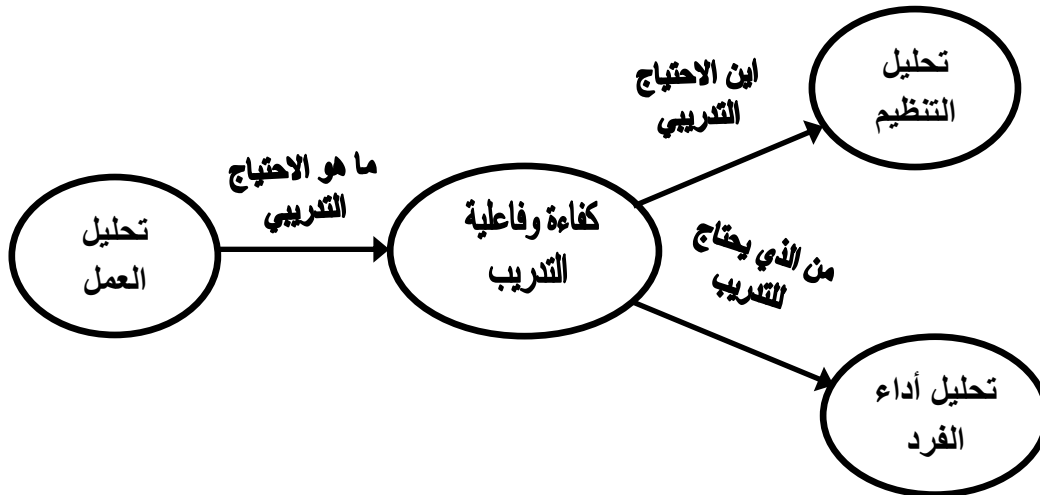 تحليل
التنظيم
اين الاحتياج
التدريبي
ما هو الاحتياج
التدريبي
كفاءة وفاعلية
التدريب
تحليل
العمل
من الذي يحتاج
للتدريب
تحليل أداء
الفرد